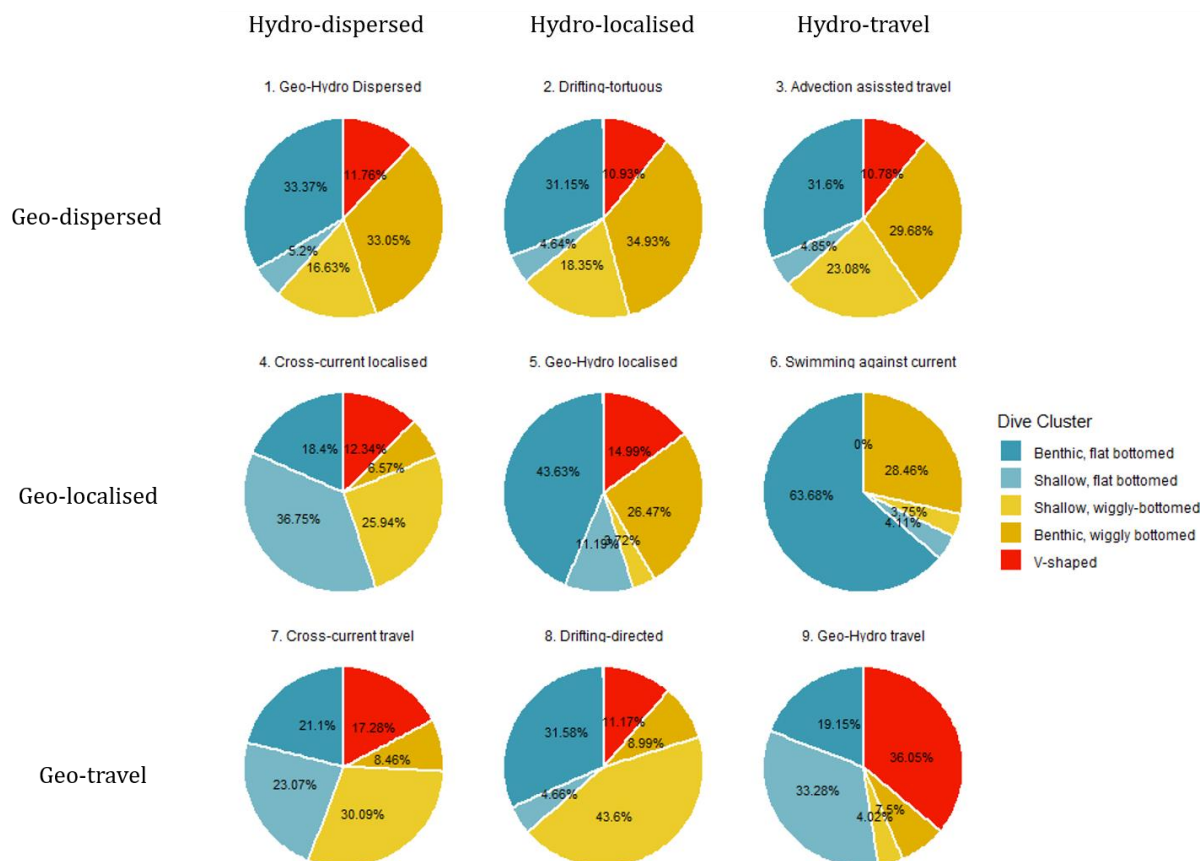 Hydro-dispersed Hydro-localised Hydro-travel
1. Geo-Hydro Dispersed 2. Drifting-tortuous 3. Advection asissted travel
Geo-dispersed
33.37% 11.76% 33.05% 16.63% 5.2%
31.15% 10.93% 34.93% 18.35% 4.64%
31.6% 10.78% 29.68% 23.08% 4.85%
4. Cross-current localised 5. Geo-Hydro localised 6. Swimming against current
Geo-localised
18.4% 12.34% 6.57% 25.94% 36.75%
43.63% 14.99% 26.47% 3.72% 11.19%
63.68% 0% 28.46% 3.75% 4.11%
Dive Cluster
Benthic, flat bottomed
Shallow, flat bottomed
Shallow, wiggly-bottomed
Benthic, wiggly bottomed
V-shaped
7. Cross-current travel 8. Drifting-directed 9. Geo-Hydro travel
Geo-travel
21.1% 17.28% 8.46% 30.09% 23.07%
31.58% 11.17% 8.99% 43.6% 4.66%
19.15% 36.05% 7.5% 4.02% 33.28%